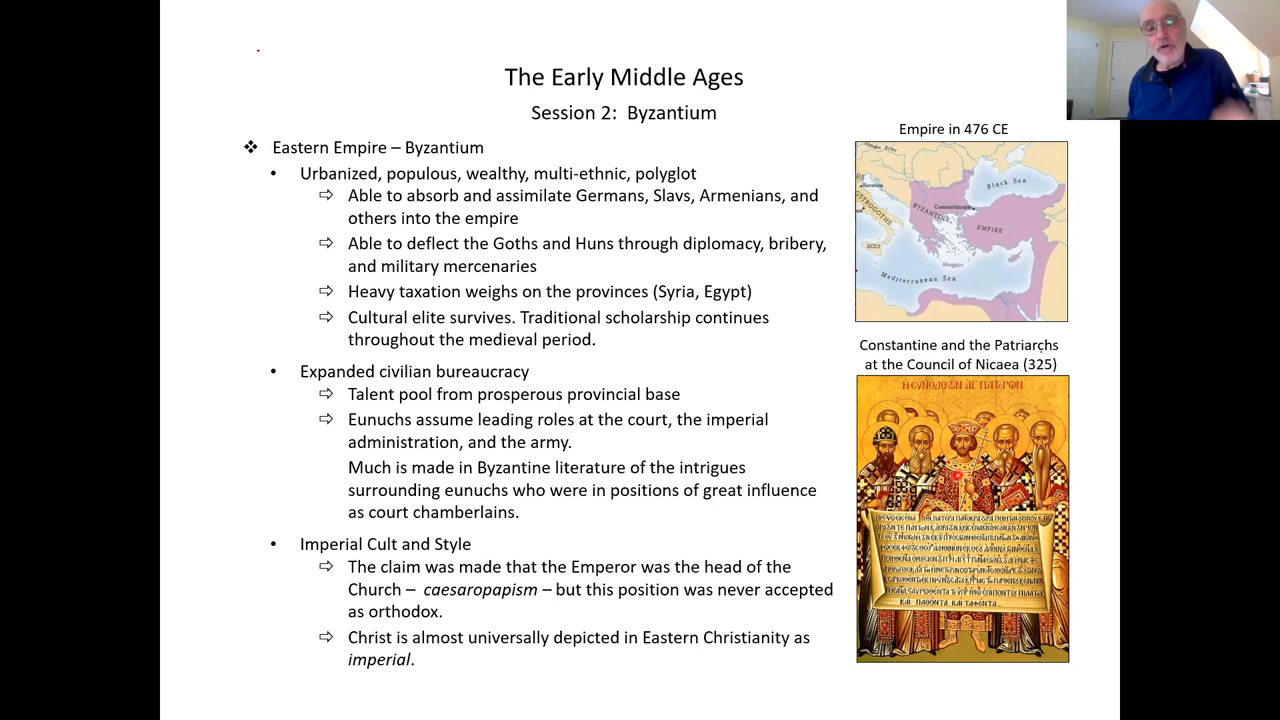 The Early Middle Ages
Session 2: Byzantium
❖ Eastern Empire – Byzantium
• Urbanized, populous, wealthy, multi-ethnic, polyglot
⇨ Able to absorb and assimilate Germans, Slavs, Armenians, and
others into the empire
⇨ Able to deflect the Goths and Huns through diplomacy, bribery,
and military mercenaries
⇨ Heavy taxation weighs on the provinces (Syria, Egypt)
⇨ Cultural elite survives. Traditional scholarship continues
throughout the medieval period.
• Expanded civilian bureaucracy
⇨ Talent pool from prosperous provincial base
⇨ Eunuchs assume leading roles at the court, the imperial
administration, and the army.
Much is made in Byzantine literature of the intrigues
surrounding eunuchs who were in positions of great influence
as court chamberlains.
• Imperial Cult and Style
⇨ The claim was made that the Emperor was the head of the
Church – caesaropapism – but this position was never accepted
as orthodox.
⇨ Christ is almost universally depicted in Eastern Christianity as
imperial.
Empire in 476 CE
Black Sea
Ravenna
Constantinople
OSTROGOTHS
BYZANTINE
EMPIRE
SICILY
Mediterranean Sea
Constantine and the Patriarchs
at the Council of Nicaea (325)